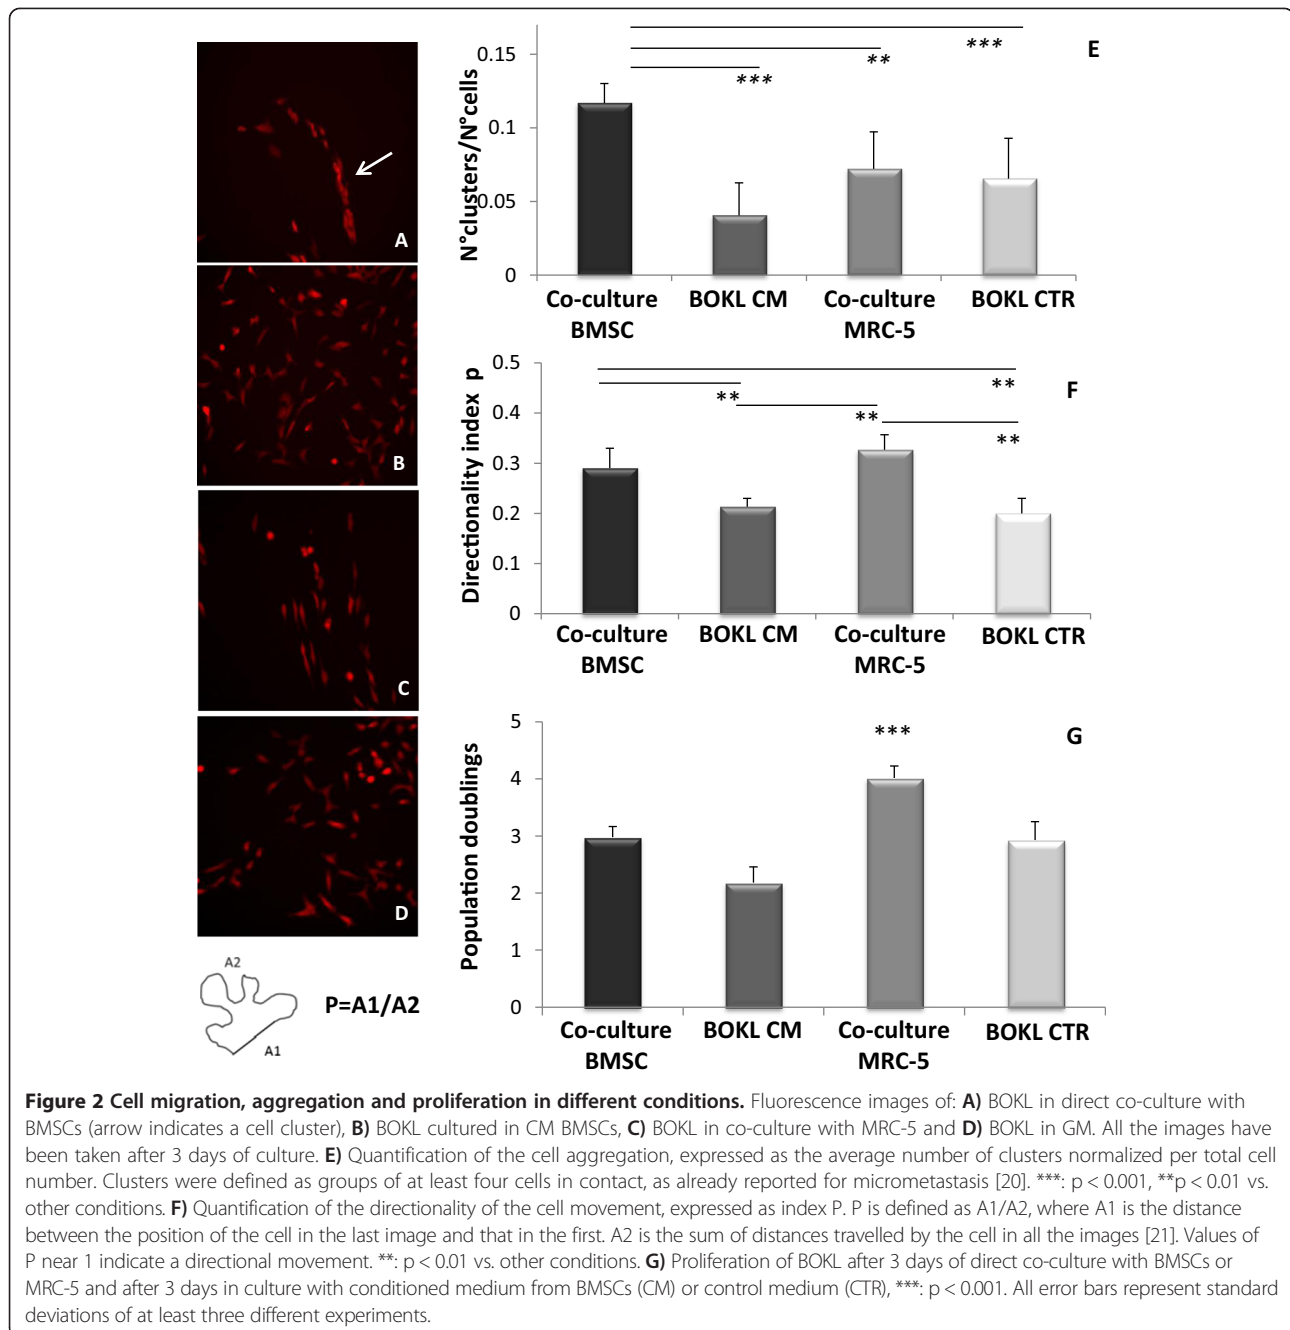 A
B
C
D
A2
A1
P=A1/A2
E
N°clusters/N°cells
0.15
0.1
0.05
0
***
**
***
Co-culture BMSC
BOKL CM
Co-culture MRC-5
BOKL CTR
F
Directionality index p
0.5
0.4
0.3
0.2
0.1
0
**
**
**
**
Co-culture BMSC
BOKL CM
Co-culture MRC-5
BOKL CTR
G
Population doublings
5
4
3
2
1
0
***
Co-culture BMSC
BOKL CM
Co-culture MRC-5
BOKL CTR
Figure 2 Cell migration, aggregation and proliferation in different conditions. Fluorescence images of: A) BOKL in direct co-culture with
BMSCs (arrow indicates a cell cluster), B) BOKL cultured in CM BMSCs, C) BOKL in co-culture with MRC-5 and D) BOKL in GM. All the images have
been taken after 3 days of culture. E) Quantification of the cell aggregation, expressed as the average number of clusters normalized per total cell
number. Clusters were defined as groups of at least four cells in contact, as already reported for micrometastasis [20]. ***: p < 0.001, **p < 0.01 vs.
other conditions. F) Quantification of the directionality of the cell movement, expressed as index P. P is defined as A1/A2, where A1 is the distance
between the position of the cell in the last image and that in the first. A2 is the sum of distances travelled by the cell in all the images [21]. Values of
P near 1 indicate a directional movement. **: p < 0.01 vs. other conditions. G) Proliferation of BOKL after 3 days of direct co-culture with BMSCs or
MRC-5 and after 3 days in culture with conditioned medium from BMSCs (CM) or control medium (CTR), ***: p < 0.001. All error bars represent standard
deviations of at least three different experiments.